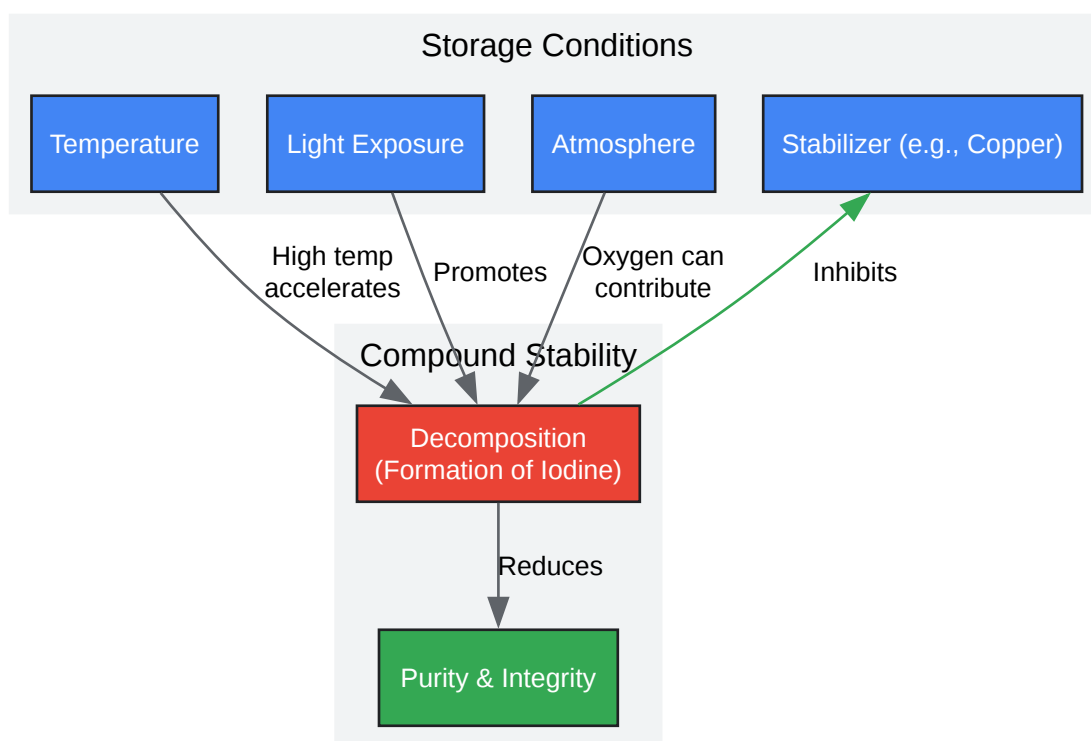 Storage Conditions
Temperature
Light Exposure
Atmosphere
Stabilizer (e.g., Copper)
High temp
accelerates
Promotes
Oxygen can
contribute
Inhibits
Compound Stability
Decomposition
(Formation of Iodine)
Reduces
Purity & Integrity